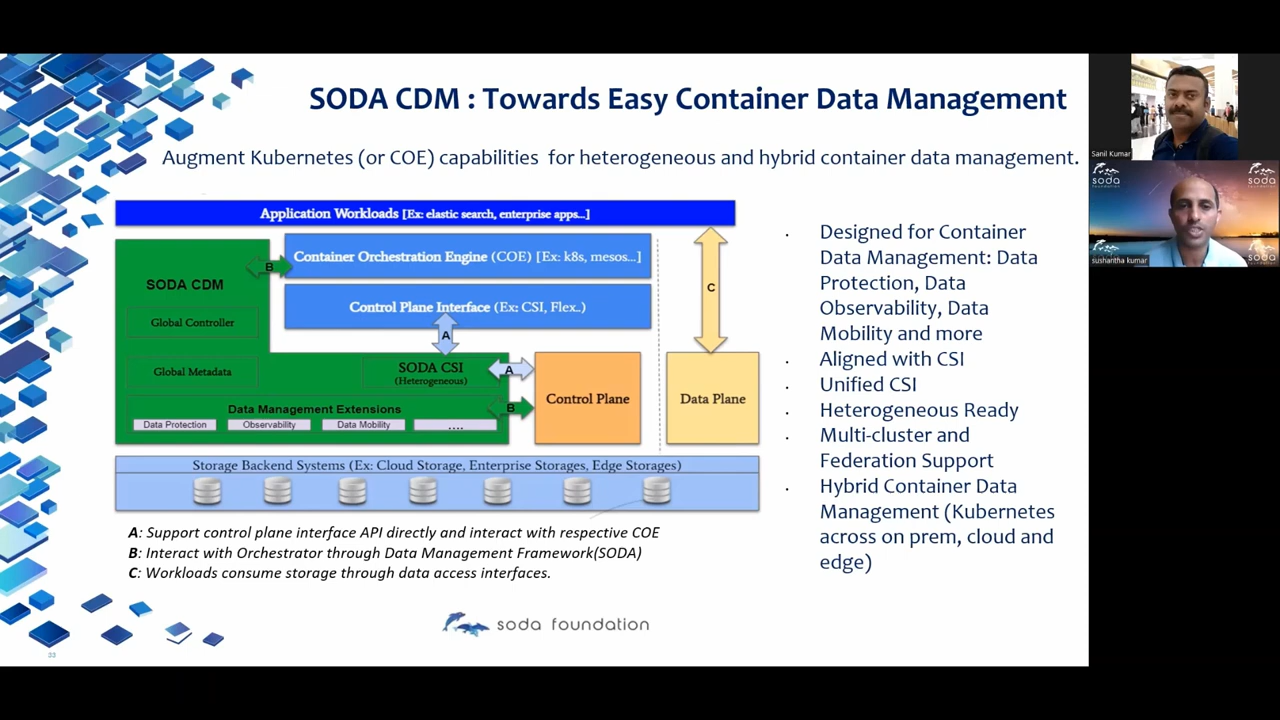 SODA CDM : Towards Easy Container Data Management
Augment Kubernetes (or COE) capabilities for heterogeneous and hybrid container data management.
Application Workloads [Ex: elastic search, enterprise apps...]
B
Container Orchestration Engine (COE) [Ex: k8s, mesos...]
SODA CDM
C
Control Plane Interface (Ex: CSI, Flex..)
Global Controller
A
Global Metadata
SODA CSI
(Heterogeneous)
A
Control Plane
Data Plane
Data Management Extensions
B
Data Protection
Observability
Data Mobility
....
Storage Backend Systems (Ex: Cloud Storage, Enterprise Storages, Edge Storages)
A: Support control plane interface API directly and interact with respective COE
B: Interact with Orchestrator through Data Management Framework(SODA)
C: Workloads consume storage through data access interfaces.
· Designed for Container
Data Management: Data
Protection, Data
Observability, Data
Mobility and more
· Aligned with CSI
· Unified CSI
· Heterogeneous Ready
· Multi-cluster and
Federation Support
· Hybrid Container Data
Management (Kubernetes
across on prem, cloud and
edge)
soda foundation
33
Sanil Kumar
soda
foundation
soda
foundation
sushantha kumar